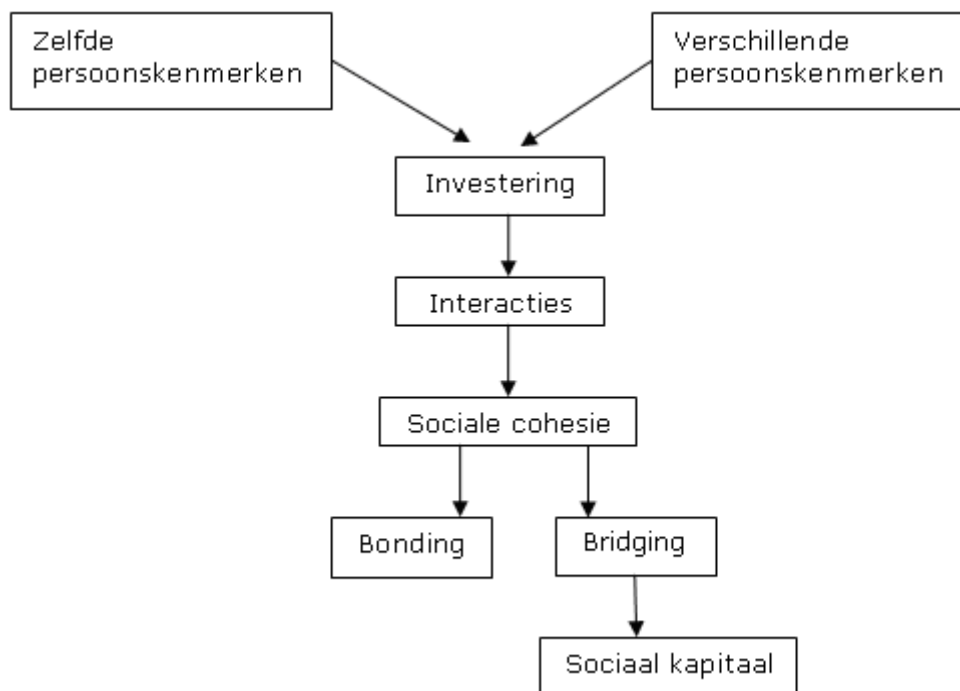 Zelfde
persoonskenmerken
Verschillende
persoonskenmerken
Investering
Interacties
Sociale cohesie
Bonding
Bridging
Sociaal kapitaal